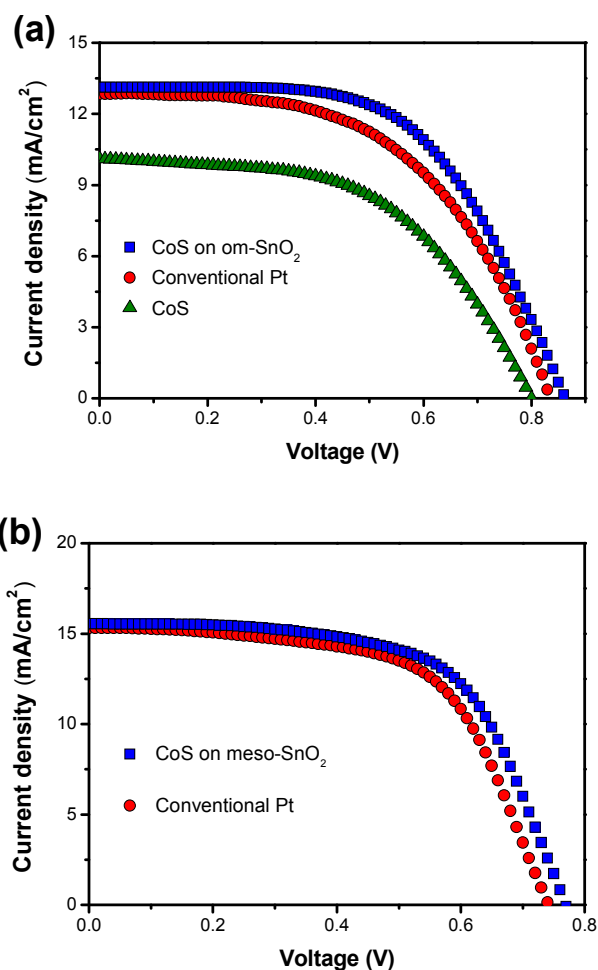 (a)
15
12
9
6
3
0
Current density (mA/cm²)
CoS on om-SnO₂
Conventional Pt
CoS
0.0 0.2 0.4 0.6 0.8
Voltage (V)
(b)
20
15
10
5
0
Current density (mA/cm²)
CoS on meso-SnO₂
Conventional Pt
0.0 0.2 0.4 0.6 0.8
Voltage (V)